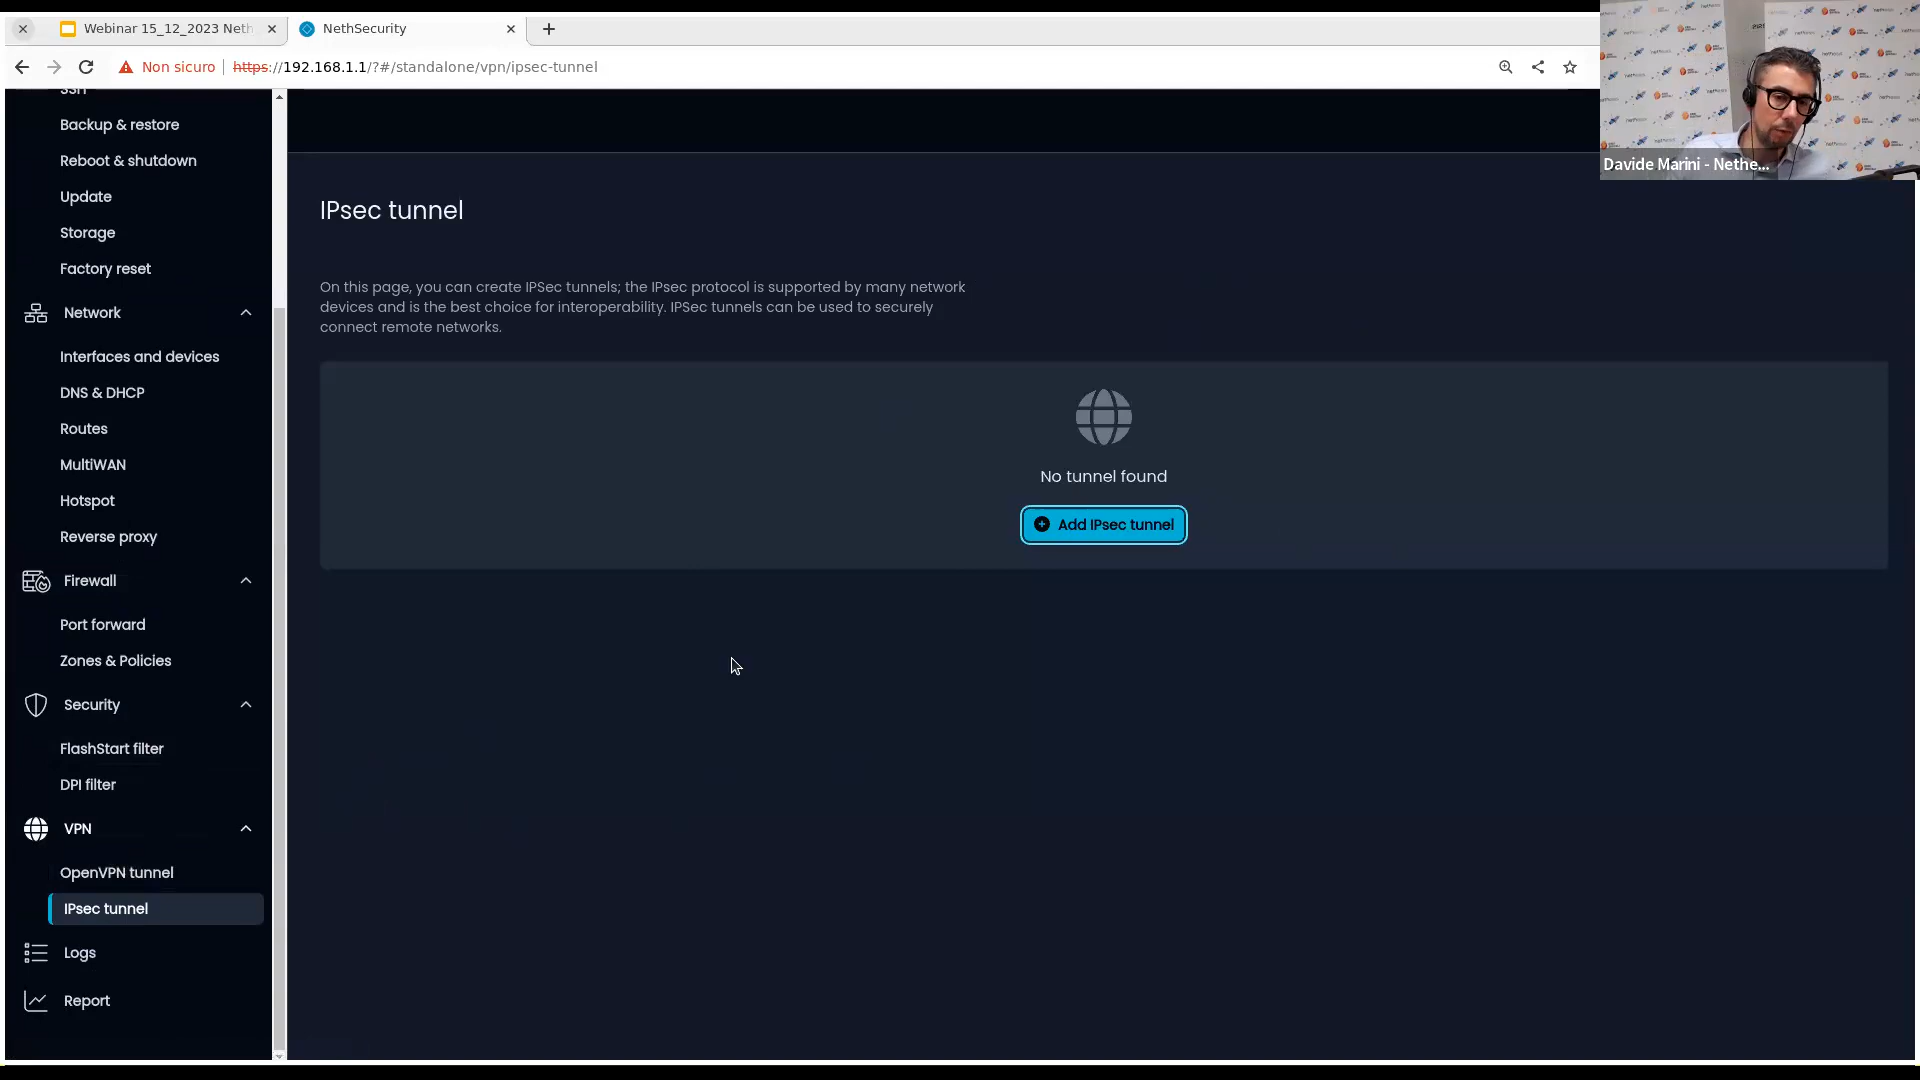 Webinar 15_12_2023 Neth
NethSecurity
Non sicuro
https://192.168.1.1/?#/standalone/vpn/ipsec-tunnel
SSH
Backup & restore
Reboot & shutdown
Update
Storage
Factory reset
Network
Interfaces and devices
DNS & DHCP
Routes
MultiWAN
Hotspot
Reverse proxy
Firewall
Port forward
Zones & Policies
Security
FlashStart filter
DPI filter
VPN
OpenVPN tunnel
IPsec tunnel
Logs
Report
IPsec tunnel
On this page, you can create IPSec tunnels; the IPsec protocol is supported by many network
devices and is the best choice for interoperability. IPSec tunnels can be used to securely
connect remote networks.
No tunnel found
Add IPsec tunnel
Davide Marini - Nethe...